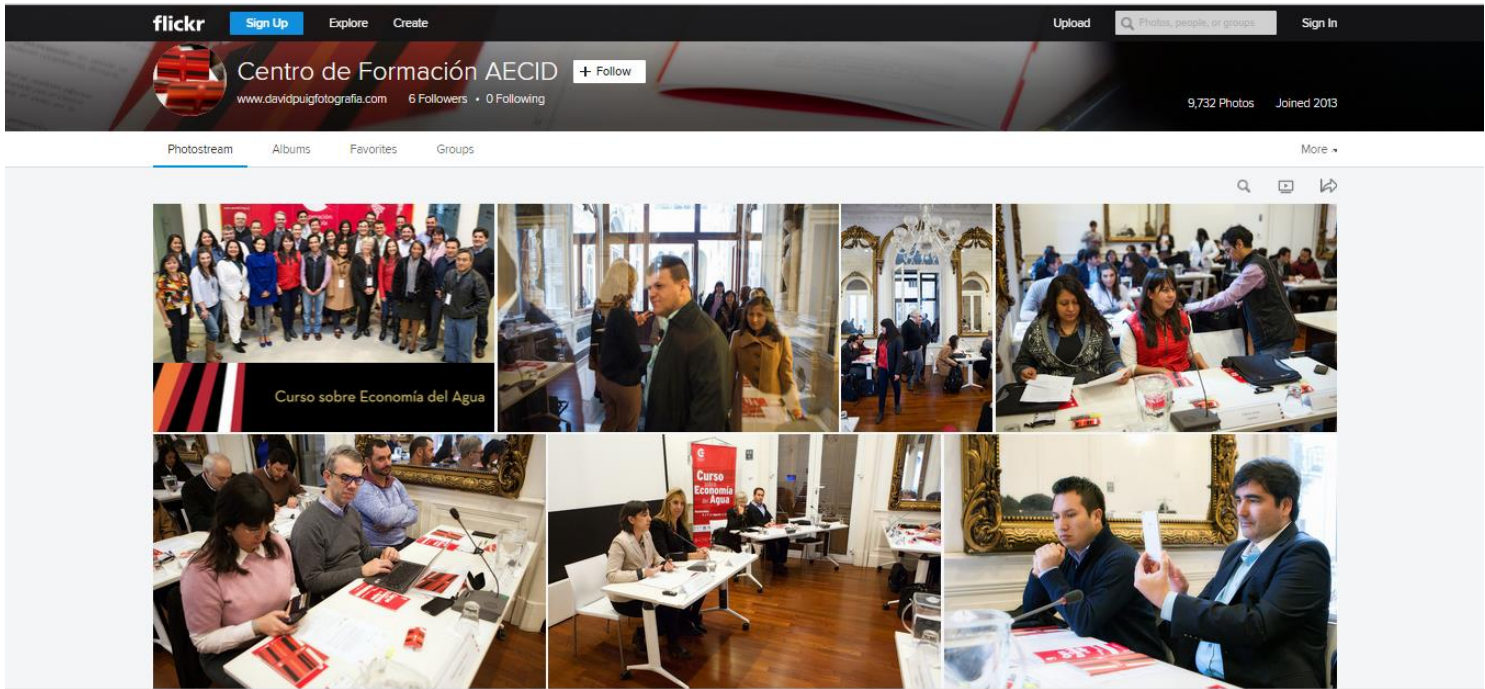 flickr Sign Up Explore Create Upload Photos, people, or groups Sign In
Centro de Formación AECID + Follow
www.davidpuigfotografia.com 6 Followers • 0 Following 9,732 Photos Joined 2013
Photostream Albums Favorites Groups More
Curso sobre Economía del Agua
G
Curso
sobre
Economía
del Agua